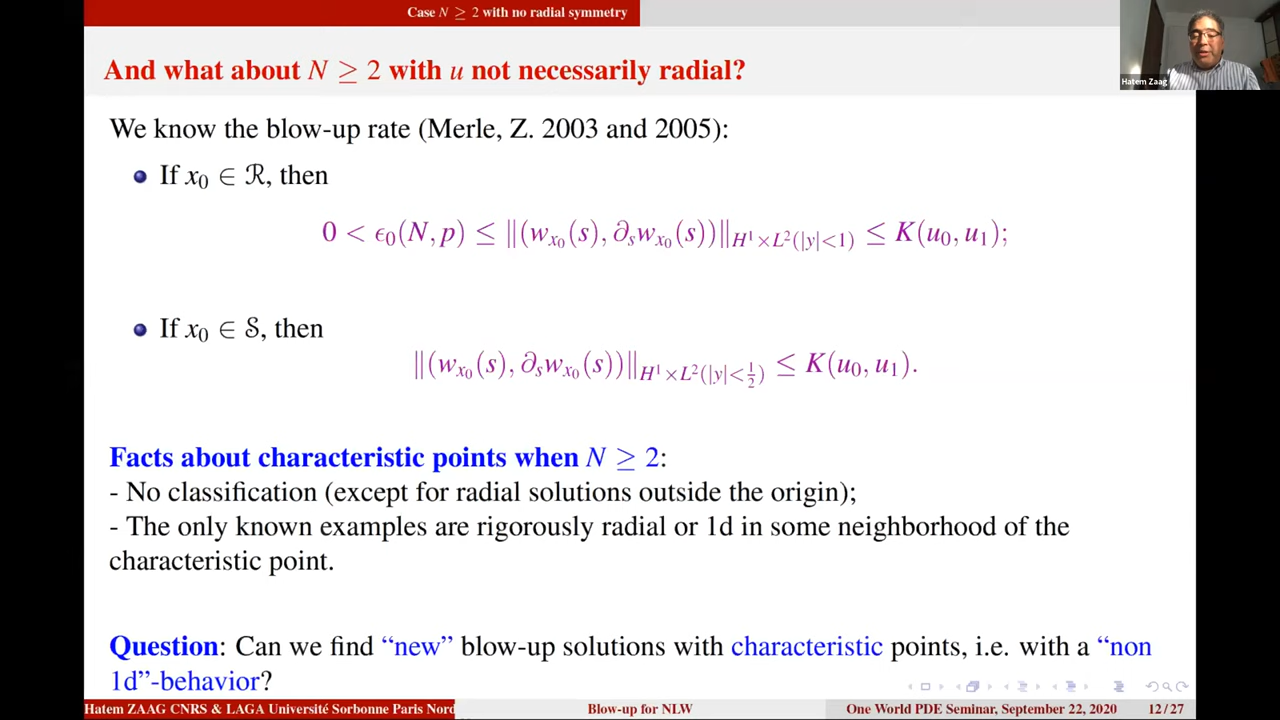 Case N ≥ 2 with no radial symmetry
And what about N ≥ 2 with u not necessarily radial?
Hatem Zaag
We know the blow-up rate (Merle, Z. 2003 and 2005):
If x₀ ∈ ℛ, then
0 < ϵ₀(N, p) ≤ ‖(w_{x₀}(s), ∂_s w_{x₀}(s))‖_{H¹×L²(|y|<1)} ≤ K(u₀, u₁);
If x₀ ∈ 𝒮, then
‖(w_{x₀}(s), ∂_s w_{x₀}(s))‖_{H¹×L²(|y|<1/2)} ≤ K(u₀, u₁).
Facts about characteristic points when N ≥ 2:
- No classification (except for radial solutions outside the origin);
- The only known examples are rigorously radial or 1d in some neighborhood of the
characteristic point.
Question: Can we find “new” blow-up solutions with characteristic points, i.e. with a “non
1d”-behavior?
Hatem ZAAG CNRS & LAGA Université Sorbonne Paris Nord
Blow-up for NLW
One World PDE Seminar, September 22, 2020
12 / 27